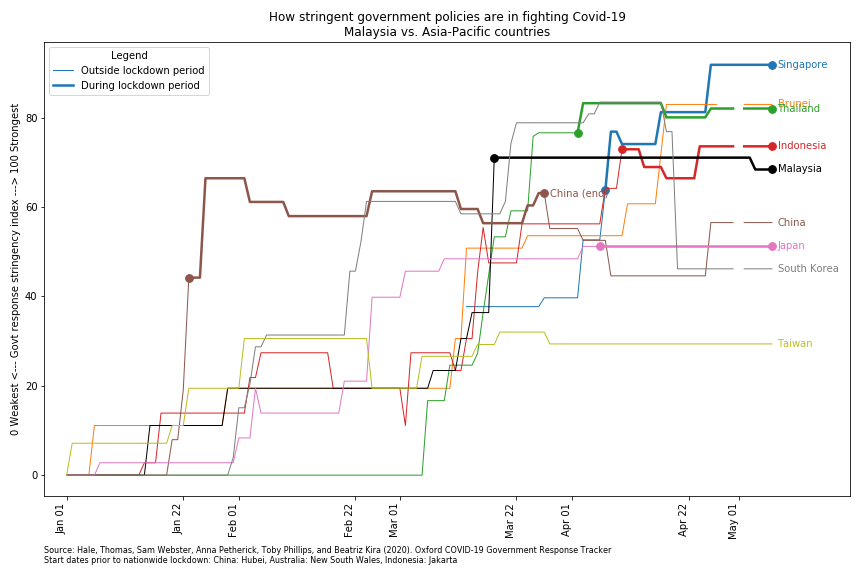 How stringent government policies are in fighting Covid-19
Malaysia vs. Asia-Pacific countries
Legend
Outside lockdown period
During lockdown period
0 Weakest <--- Govt response stringency index ---> 100 Strongest
80
60
40
20
0
Singapore
Brunei
Thailand
Indonesia
Malaysia
China (end)
China
Japan
South Korea
Taiwan
Jan 01
Jan 22
Feb 01
Feb 22
Mar 01
Mar 22
Apr 01
Apr 22
May 01
Source: Hale, Thomas, Sam Webster, Anna Petherick, Toby Phillips, and Beatriz Kira (2020). Oxford COVID-19 Government Response Tracker
Start dates prior to nationwide lockdown: China: Hubei, Australia: New South Wales, Indonesia: Jakarta